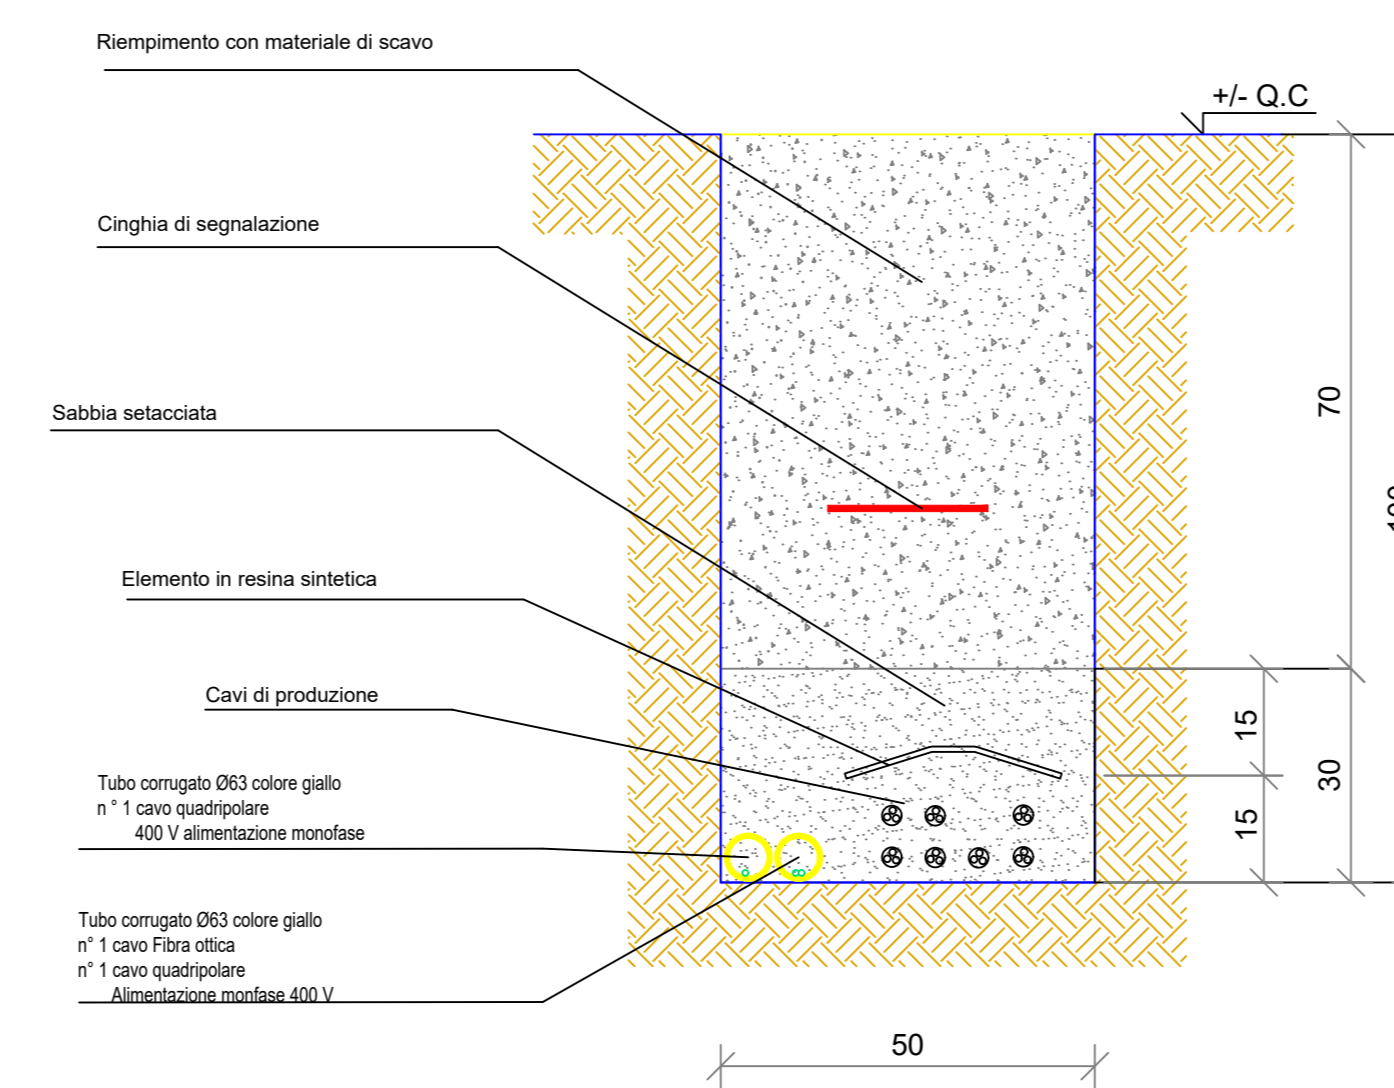 Riempimento con materiale di scavo
+/- Q.C
Cinghia di segnalazione
70
Sabbia setacciata
Elemento in resina sintetica
Cavi di produzione
15
30
15
Tubo corrugato Ø63 colore giallo
n ° 1 cavo quadripolare
400 V alimentazione monofase
Tubo corrugato Ø63 colore giallo
n° 1 cavo Fibra ottica
n° 1 cavo quadripolare
Alimentazione monfase 400 V
50